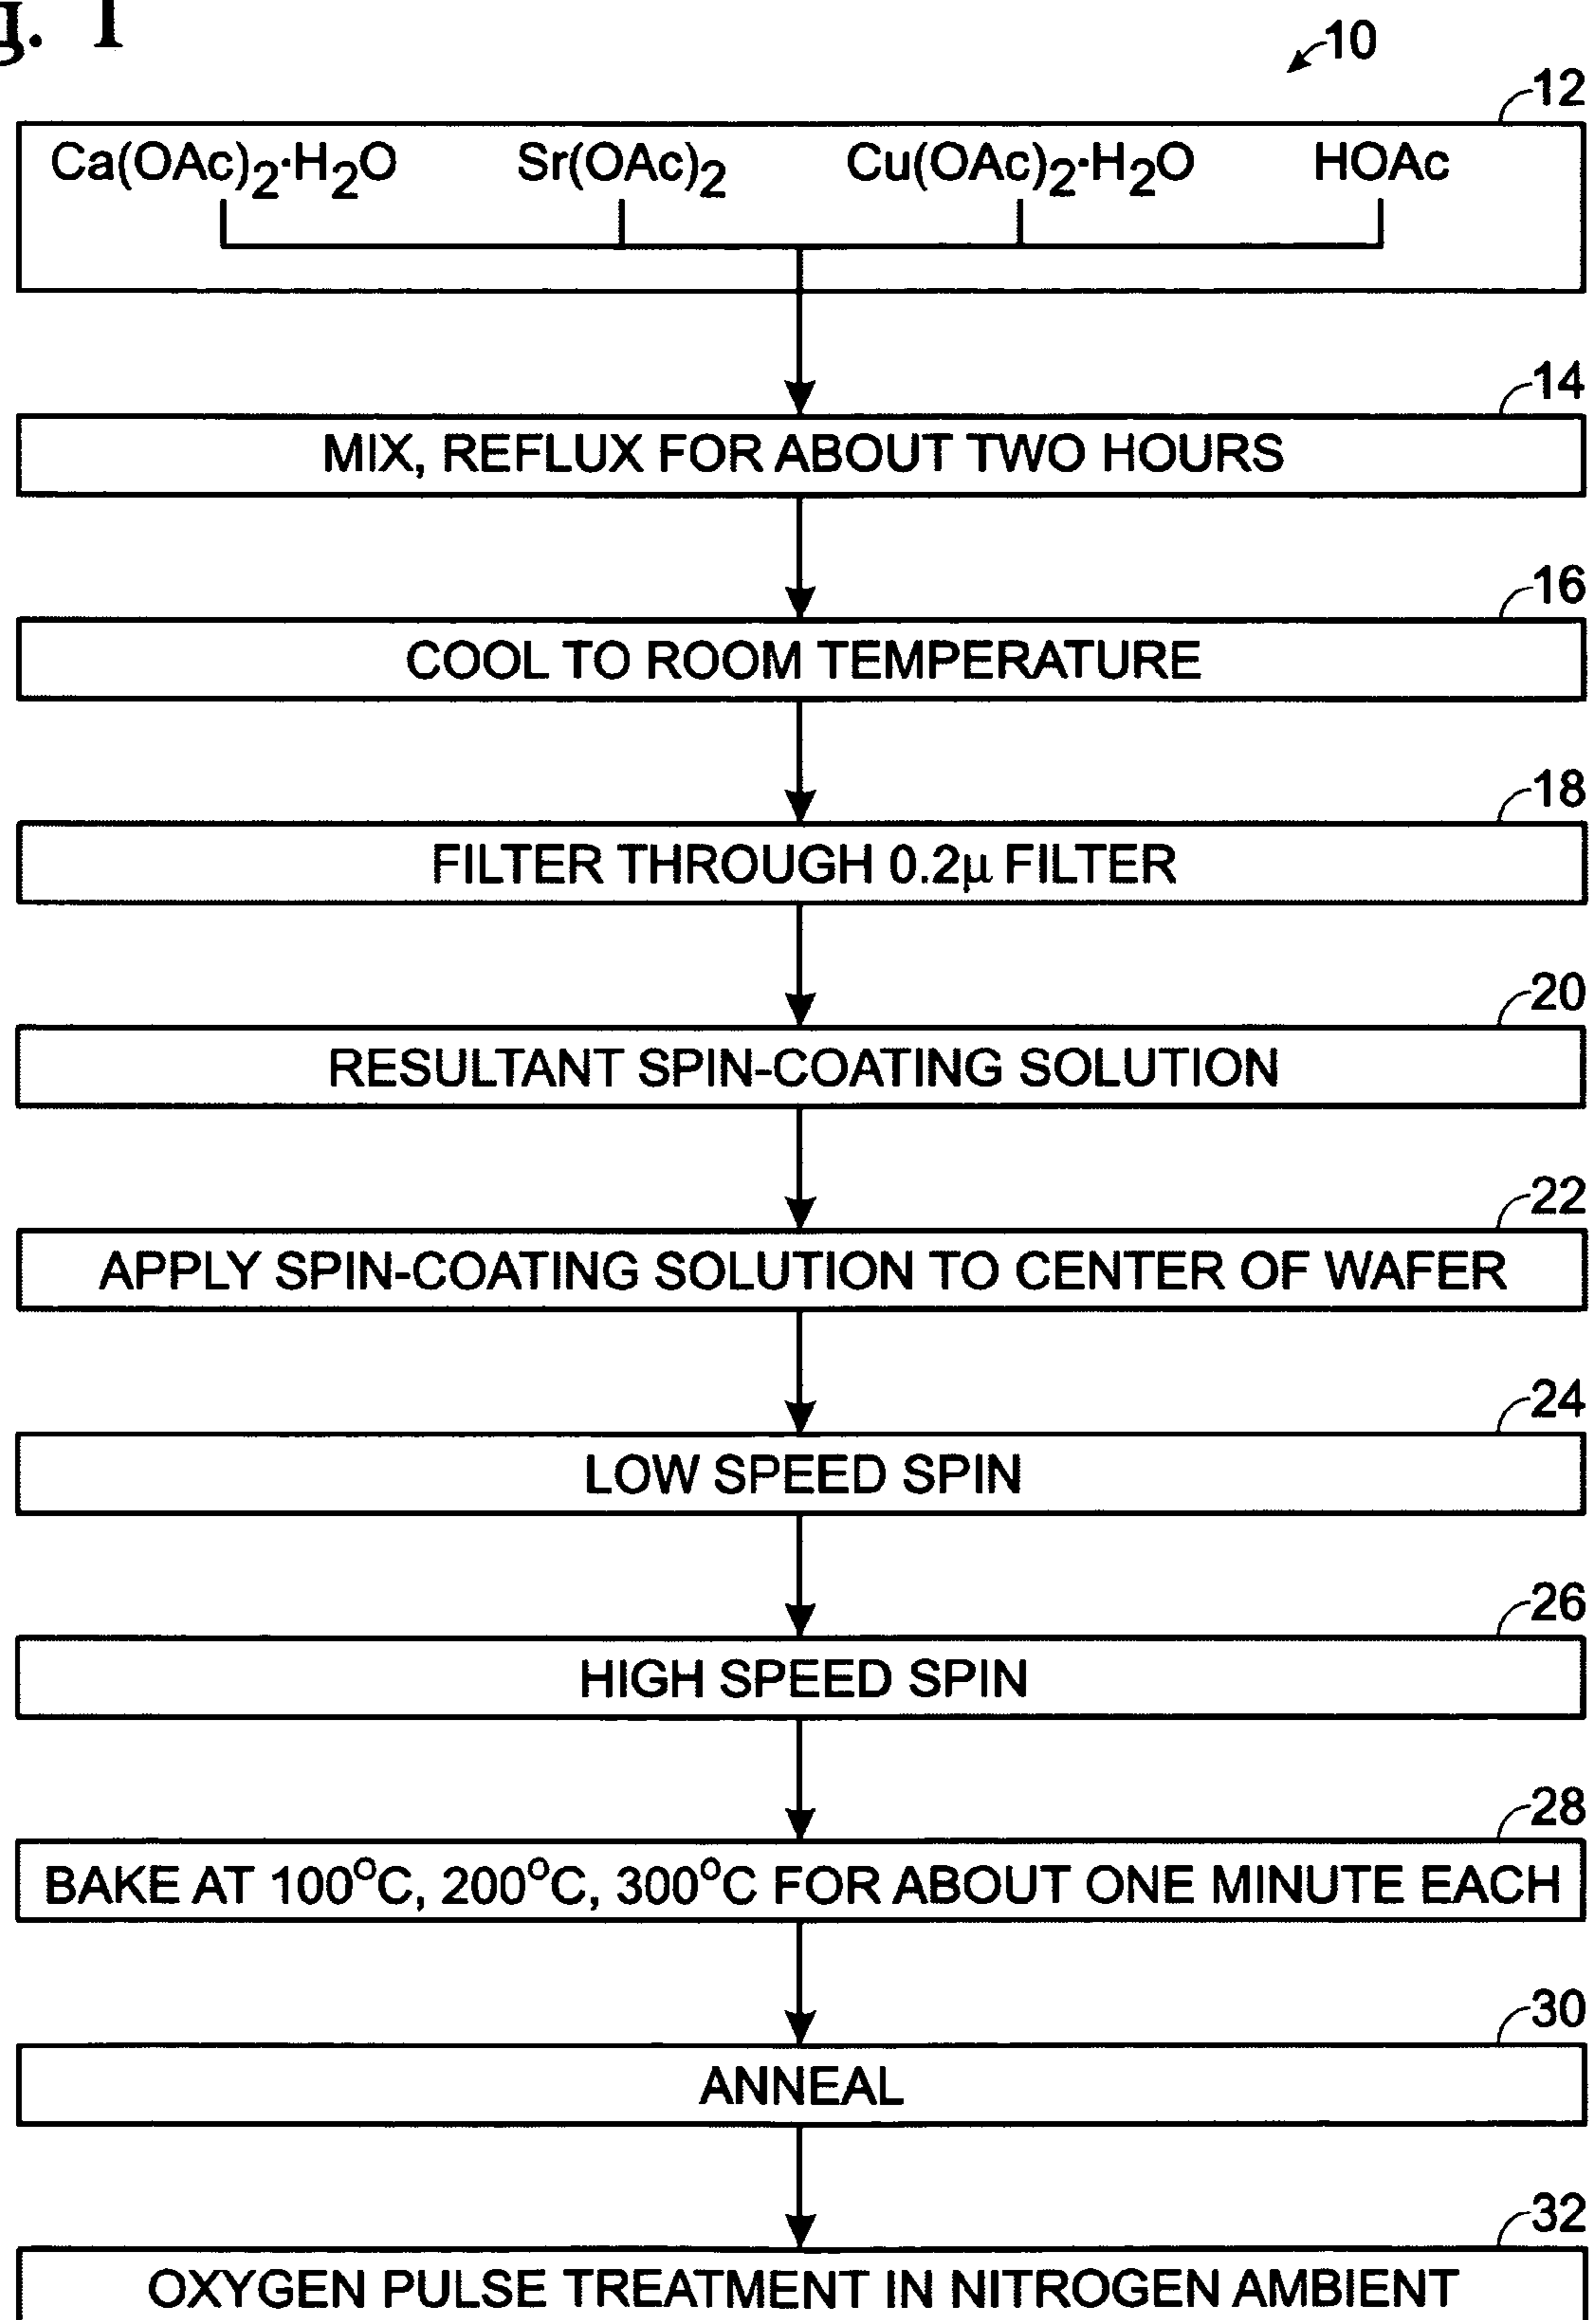 g. 1
10
12
Ca(OAc)₂·H₂O Sr(OAc)₂ Cu(OAc)₂·H₂O HOAc
14
MIX, REFLUX FOR ABOUT TWO HOURS
16
COOL TO ROOM TEMPERATURE
18
FILTER THROUGH 0.2μ FILTER
20
RESULTANT SPIN-COATING SOLUTION
22
APPLY SPIN-COATING SOLUTION TO CENTER OF WAFER
24
LOW SPEED SPIN
26
HIGH SPEED SPIN
28
BAKE AT 100°C, 200°C, 300°C FOR ABOUT ONE MINUTE EACH
30
ANNEAL
32
OXYGEN PULSE TREATMENT IN NITROGEN AMBIENT